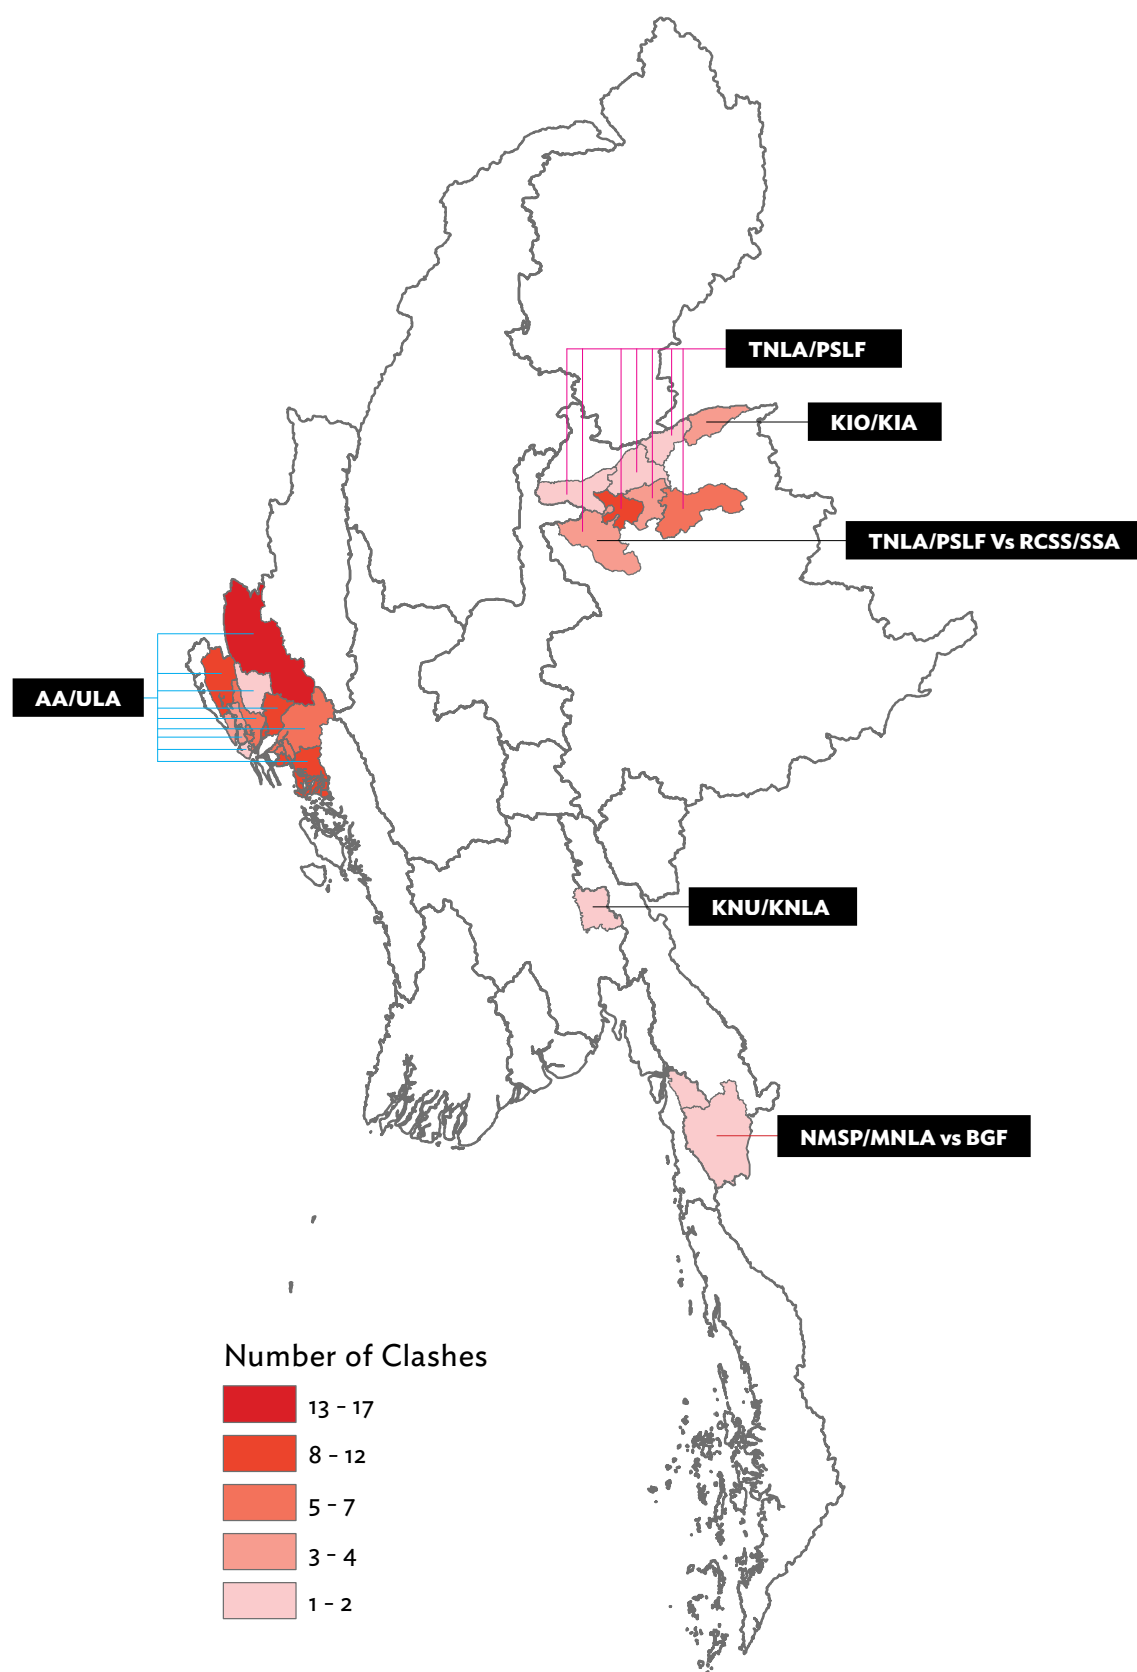 TNLA/PSLF
KIO/KIA
TNLA/PSLF Vs RCSS/SSA
AA/ULA
KNU/KNLA
NMSP/MNLA vs BGF
Number of Clashes
13 - 17
8 - 12
5 - 7
3 - 4
1 - 2